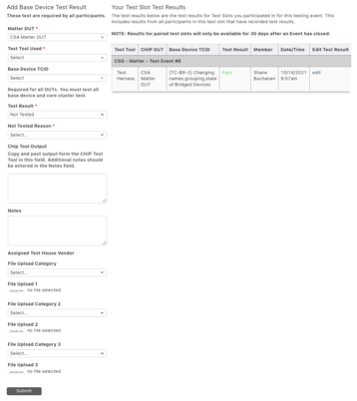 Add Base Device Test Result
These test are required by all participants.
Matter DUT *
CSA Matter DUT
Test Tool Used *
Select
Base Device TCID
Select
Required for all DUTs. You must test all
base device and core cluster test.
Test Result *
Not Tested
Not Tested Reason *
Select...
Chip Tool Output
Copy and past output form the CHIP Tool
Tool in this field. Additional notes should
be entered in the Notes field.
Notes
Assigned Test House Vendor
File Upload Category
Select...
File Upload 1
no file selected
File Upload Category 2
Select...
File Upload 2
no file selected
File Upload Category 3
Select...
File Upload 3
no file selected
Submit
Your Test Slot Test Results
The test results below are the test results for Test Slots you participated in for this testing event. This
includes results from all participants in this test slot that have recorded test results.
NOTE: Results for paired test slots will only be available for 30 days after an Event has closed.
Test Tool CHIP DUT Base Device TCID Test Result Member Date/Time Edit Test Result
CSG - Matter - Test Event #6
Test Harness CSA Matter DUT [TC-BR-3] Changing names,grouping,state of Bridged Devices Pass Shane Buchanan 10/14/2021 9:57am edit